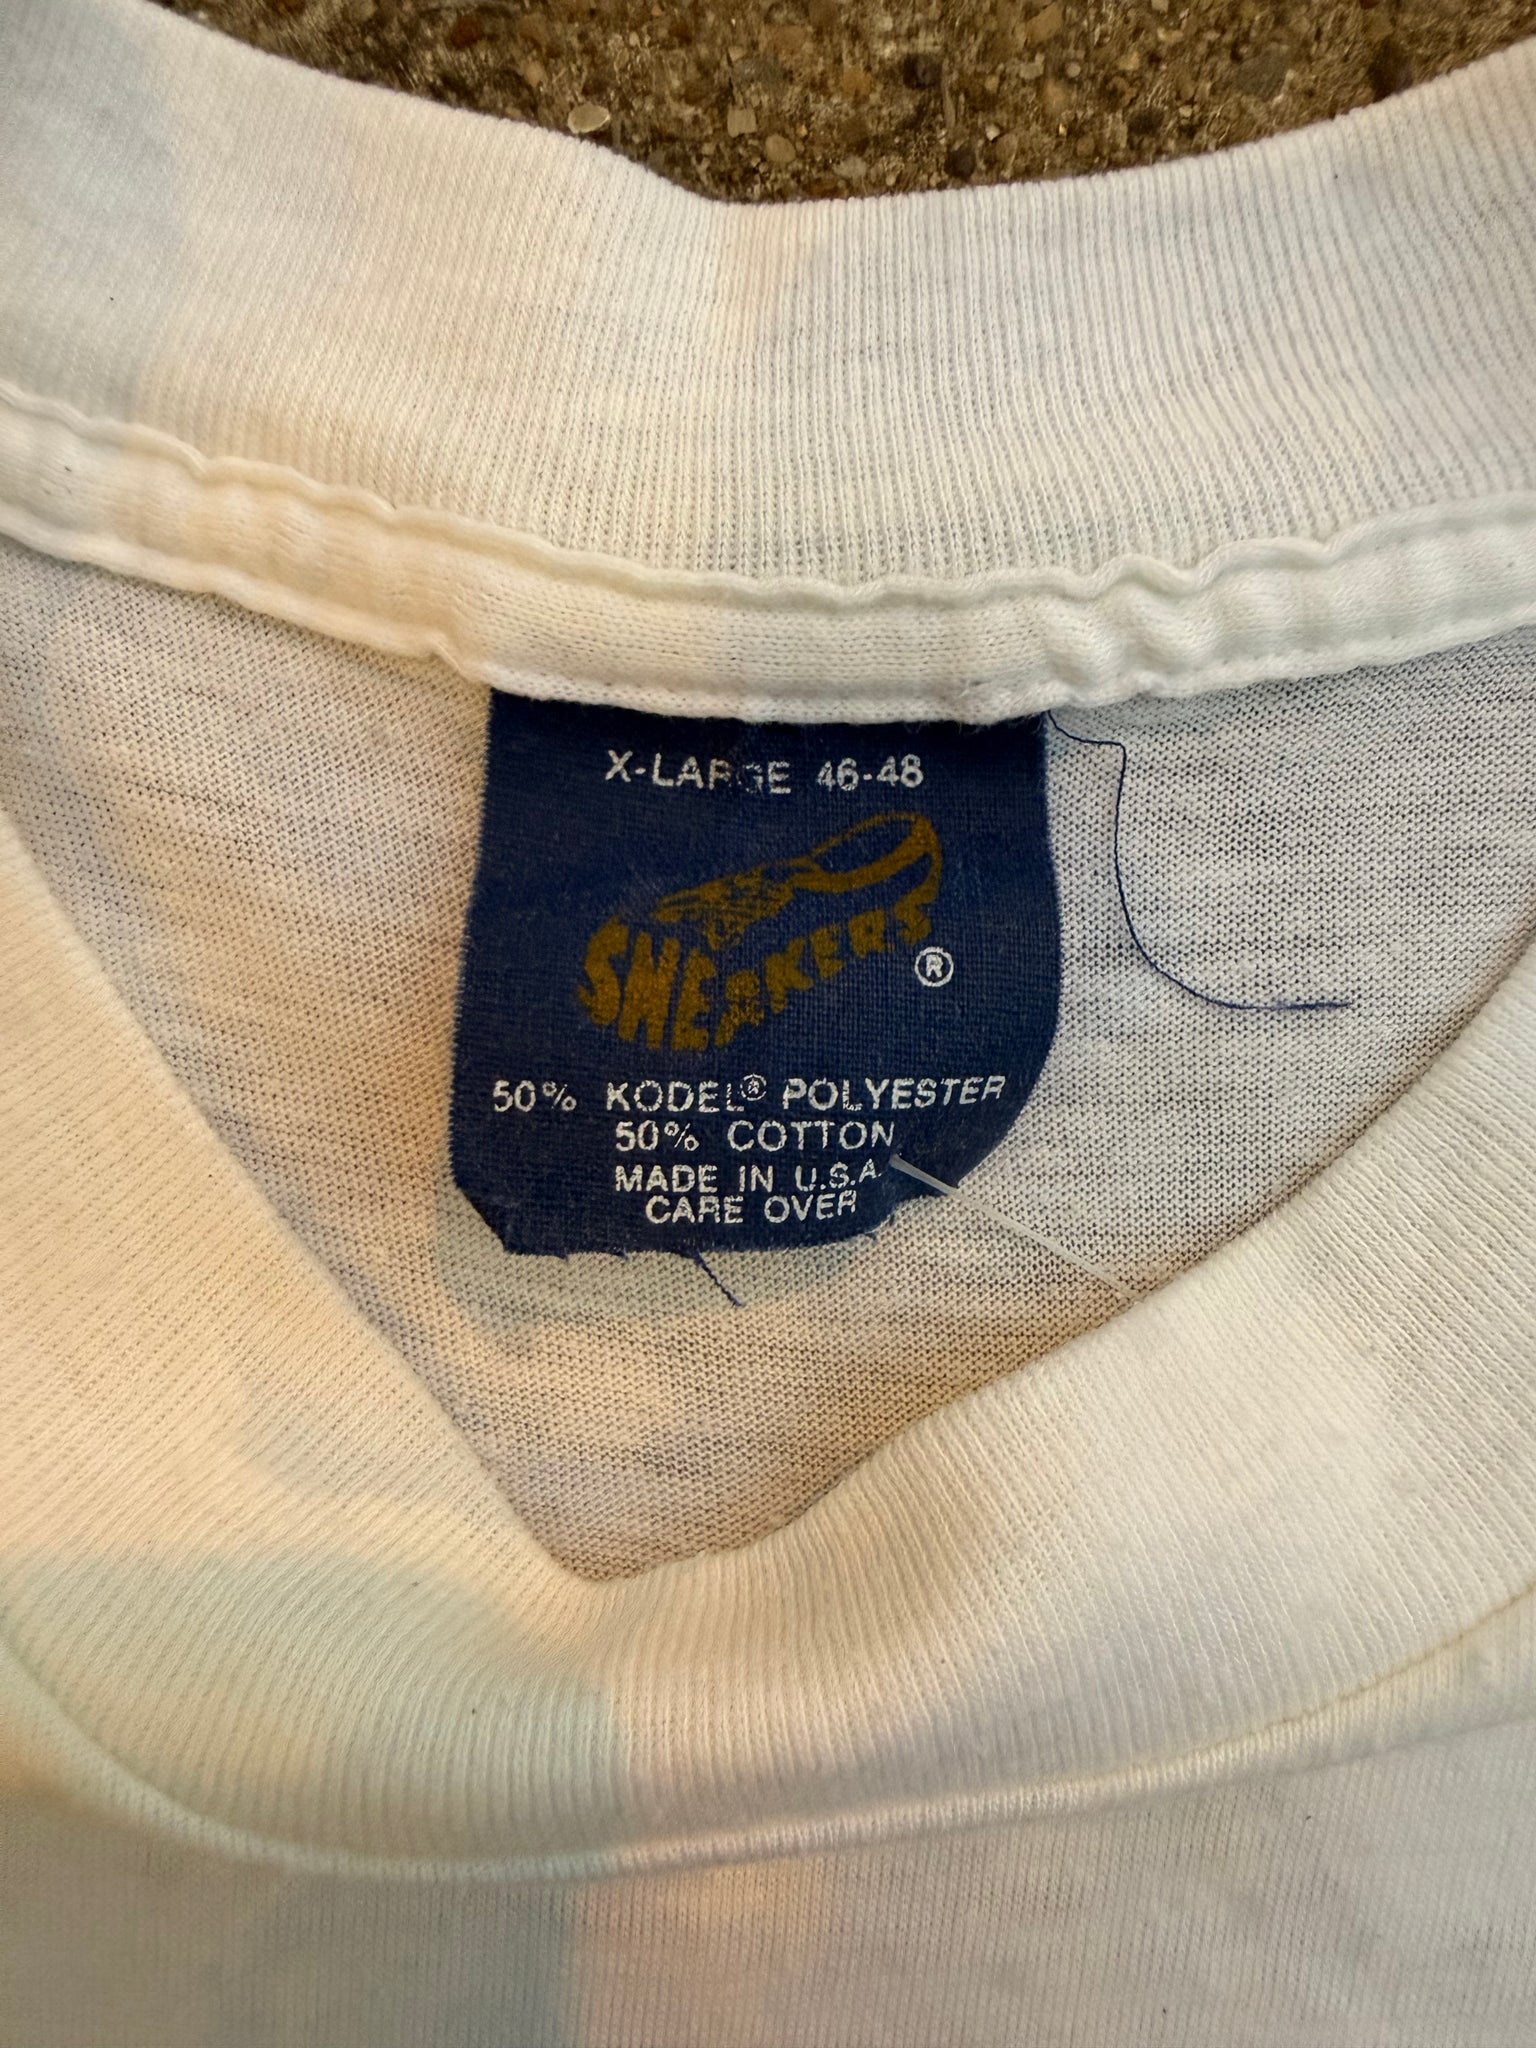 X-LARGE 46-48
SNEAKERS®
50% KODEL® POLYESTER
50% COTTON
MADE IN U.S.A.
CARE OVER